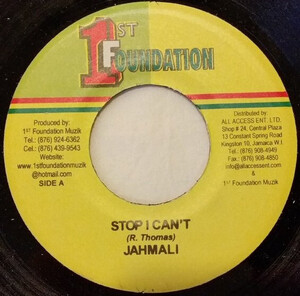 1ST
FOUNDATION
Produced by:
1st Foundation Muzik
Tel.: (876) 924-6362
Cel.: (876) 439-9543
Website:
www.1stfoundationmuzik
@hotmail.com
SIDE A
Distributed by
ALL ACCESS ENT. LTD.
Shop # 24, Central Plaza
13 Constant Spring Road
Kingston 10, Jamaica W.I.
Tel: (876) 908-4949
Fax: (876) 908-4850
info@allaccessent.com
&
1st Foundation Muzik
STOP I CAN'T
(R. Thomas)
JAHMALI